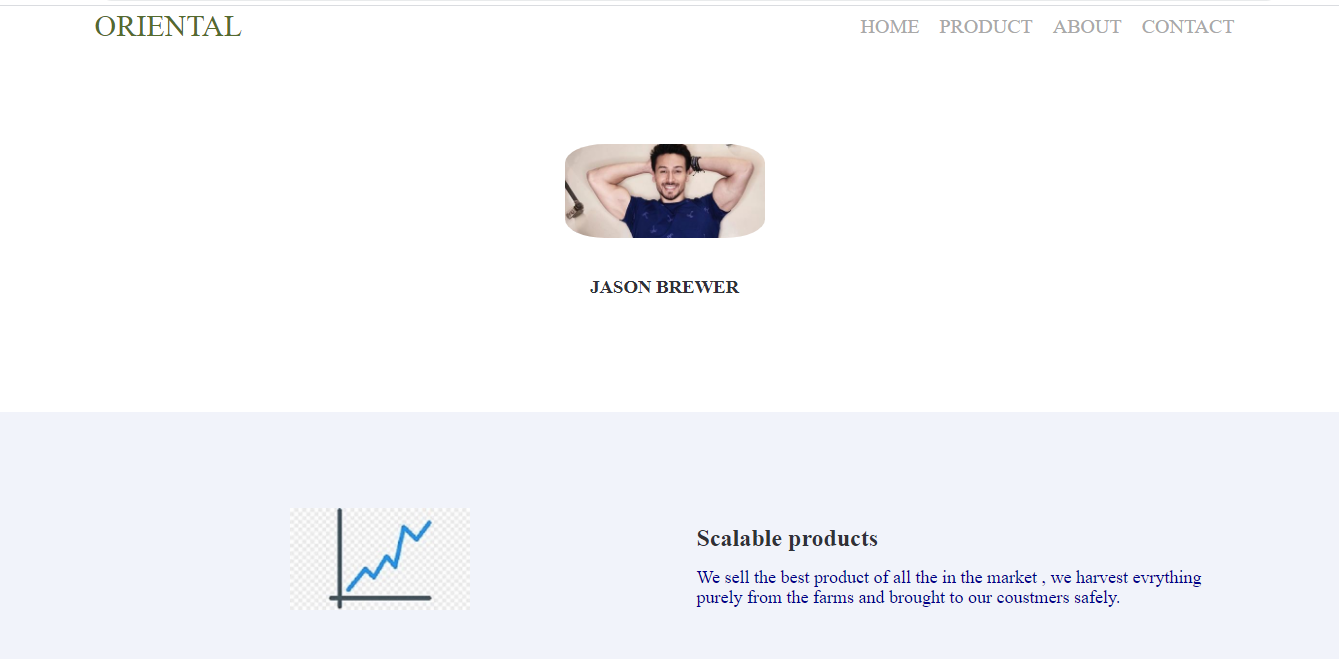 ORIENTAL
HOME PRODUCT ABOUT CONTACT
JASON BREWER
Scalable products
We sell the best product of all the in the market , we harvest evrything
purely from the farms and brought to our coustmers safely.